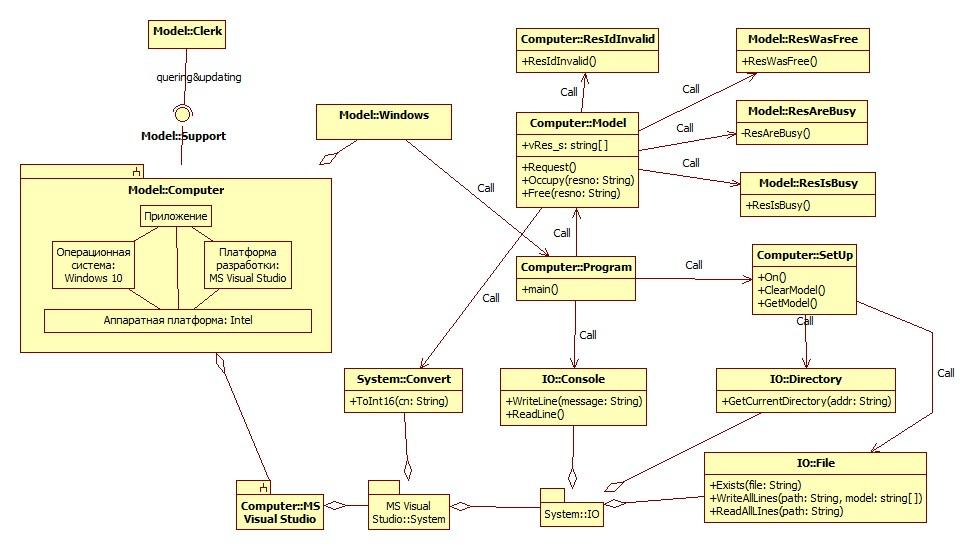 Model::Clerk
quering&updating
Model::Support
Model::Computer
Приложение
Операционная
система:
Windows 10
Платформа
разработки:
MS Visual Studio
Аппаратная платформа: Intel
Model::Windows
Call
Computer::ResIdInvalid
+ResIdInvalid()
Call
Computer::Model
+vRes_s: string[]
+Request()
+Occupy(resno: String)
+Free(resno: String)
Call
Model::ResWasFree
+ResWasFree()
Call
Model::ResAreBusy
-ResAreBusy()
Call
Model::ResIsBusy
+ResIsBusy()
Call
Computer::Program
+main()
Call
Computer::SetUp
+On()
+ClearModel()
+GetModel()
Call
Call
Call
Call
System::Convert
+ToInt16(cn: String)
IO::Console
+WriteLine(message: String)
+ReadLine()
IO::Directory
+GetCurrentDirectory(addr: String)
IO::File
+Exists(file: String)
+WriteAllLines(path: String, model: string[])
+ReadAllLInes(path: String)
Computer::MS
Visual Studio
MS Visual
Studio::System
System::IO